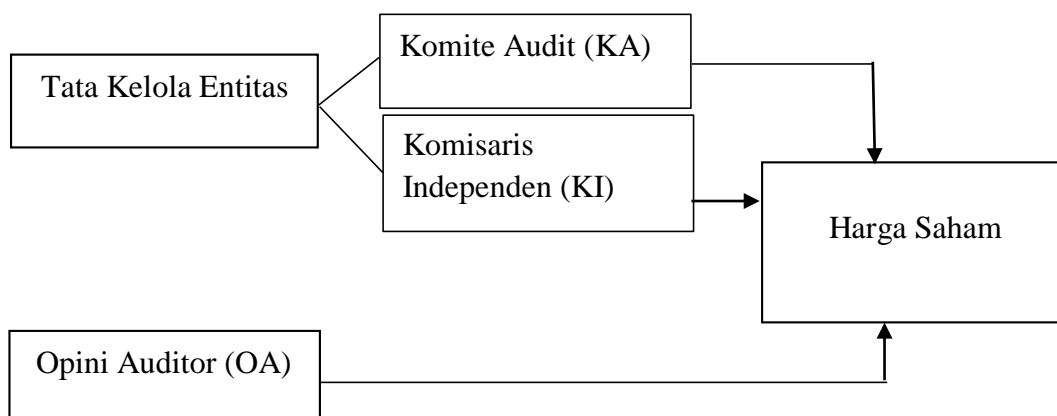 Tata Kelola Entitas
Komite Audit (KA)
Komisaris
Independen (KI)
Harga Saham
Opini Auditor (OA)